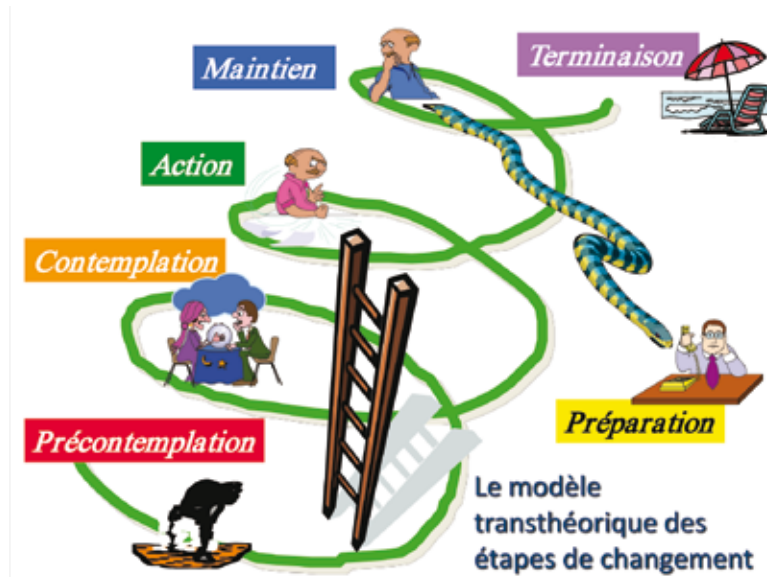 Maintien
Terminaison
Action
Contemplation
Précontemplation
Préparation
Le modèle
transthéorique des
étapes de changement